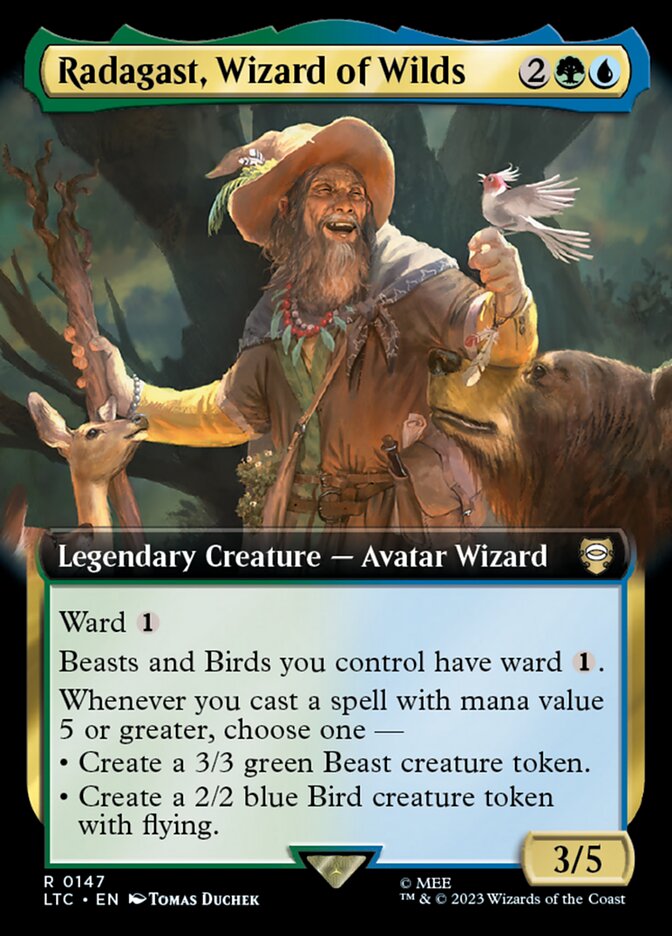 Radagast, Wizard of Wilds 2
Legendary Creature — Avatar Wizard
Ward 1
Beasts and Birds you control have ward 1.
Whenever you cast a spell with mana value
5 or greater, choose one —
• Create a 3/3 green Beast creature token.
• Create a 2/2 blue Bird creature token
with flying.
3/5
R 0147
LTC • EN Tomas Duchek
© MEE
™ & © 2023 Wizards of the Coast